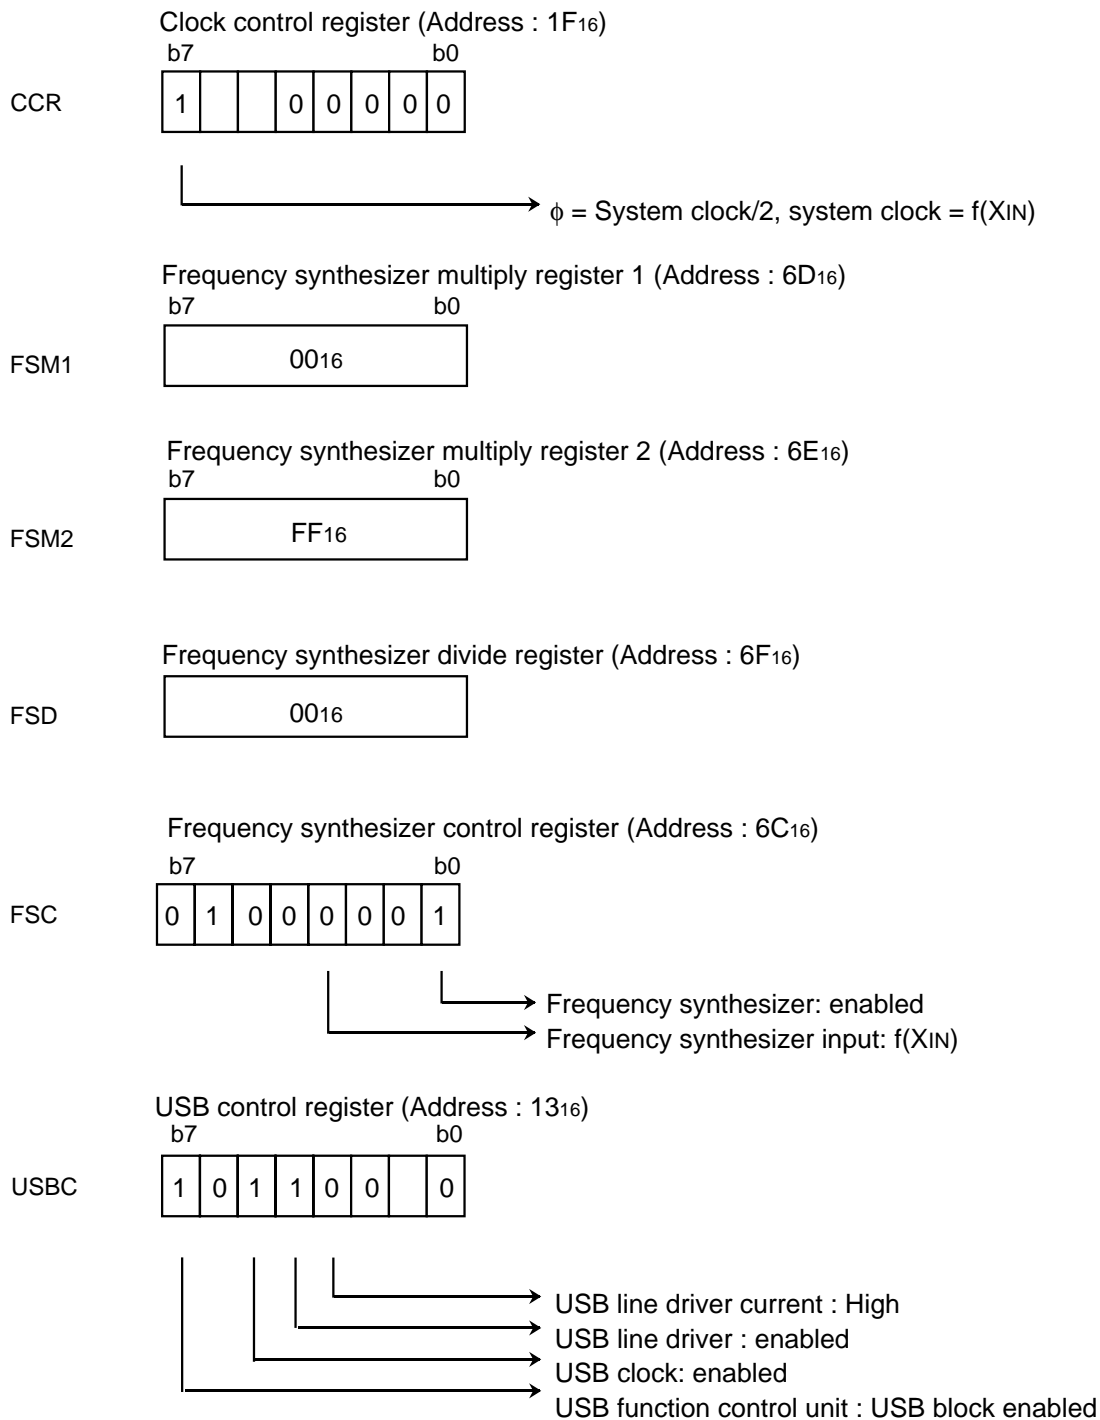 Clock control register (Address : 1F16)
b7 b0
CCR 1 0 0 0 0 0
ϕ = System clock/2, system clock = f(XIN)
Frequency synthesizer multiply register 1 (Address : 6D16)
b7 b0
FSM1 0016
Frequency synthesizer multiply register 2 (Address : 6E16)
b7 b0
FSM2 FF16
Frequency synthesizer divide register (Address : 6F16)
FSD 0016
Frequency synthesizer control register (Address : 6C16)
b7 b0
FSC 0 1 0 0 0 0 0 1
Frequency synthesizer: enabled
Frequency synthesizer input: f(XIN)
USB control register (Address : 1316)
b7 b0
USBC 1 0 1 1 0 0 0
USB line driver current : High
USB line driver : enabled
USB clock: enabled
USB function control unit : USB block enabled